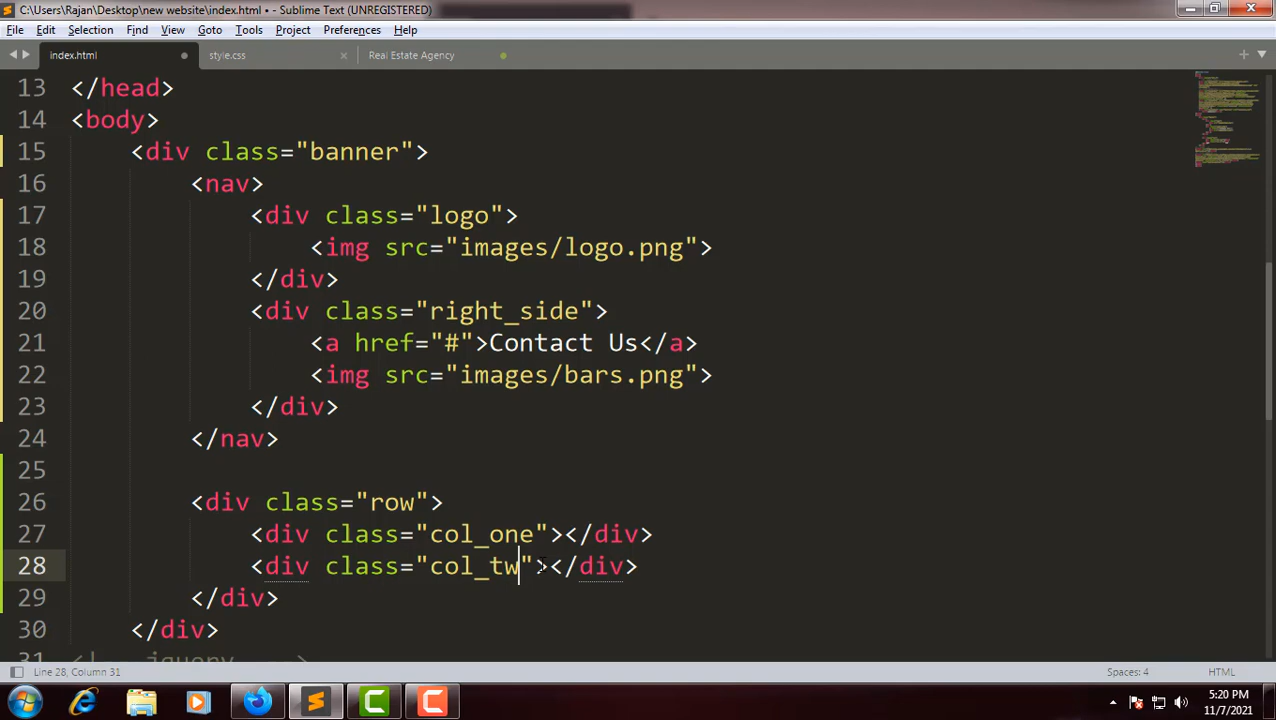 C:\Users\Rajan\Desktop\new website\index.html • - Sublime Text (UNREGISTERED)
File Edit Selection Find View Goto Tools Project Preferences Help
index.html style.css Real Estate Agency
13 </head>
14 <body>
15 <div class="banner">
16 <nav>
17 <div class="logo">
18 <img src="images/logo.png">
19 </div>
20 <div class="right_side">
21 <a href="#">Contact Us</a>
22 <img src="images/bars.png">
23 </div>
24 </nav>
25
26 <div class="row">
27 <div class="col_one"></div>
28 <div class="col_tw"></div>
29 </div>
30 </div>
31 <!-- jquery -->
Line 28, Column 31 Spaces: 4 HTML
5:20 PM
11/7/2021